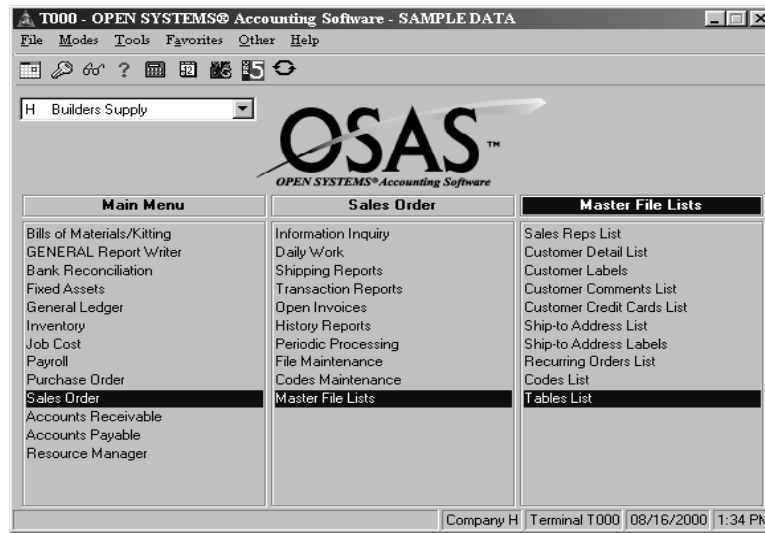 T000 - OPEN SYSTEMS® Accounting Software - SAMPLE DATA
File Modes Tools Favorites Other Help
H Builders Supply
OSAS™
OPEN SYSTEMS® Accounting Software
Main Menu
Bills of Materials/Kitting
GENERAL Report Writer
Bank Reconciliation
Fixed Assets
General Ledger
Inventory
Job Cost
Payroll
Purchase Order
Sales Order
Accounts Receivable
Accounts Payable
Resource Manager
Sales Order
Information Inquiry
Daily Work
Shipping Reports
Transaction Reports
Open Invoices
History Reports
Periodic Processing
File Maintenance
Codes Maintenance
Master File Lists
Master File Lists
Sales Reps List
Customer Detail List
Customer Labels
Customer Comments List
Customer Credit Cards List
Ship-to Address List
Ship-to Address Labels
Recurring Orders List
Codes List
Tables List
Company H Terminal T000 08/16/2000 1:34 PM